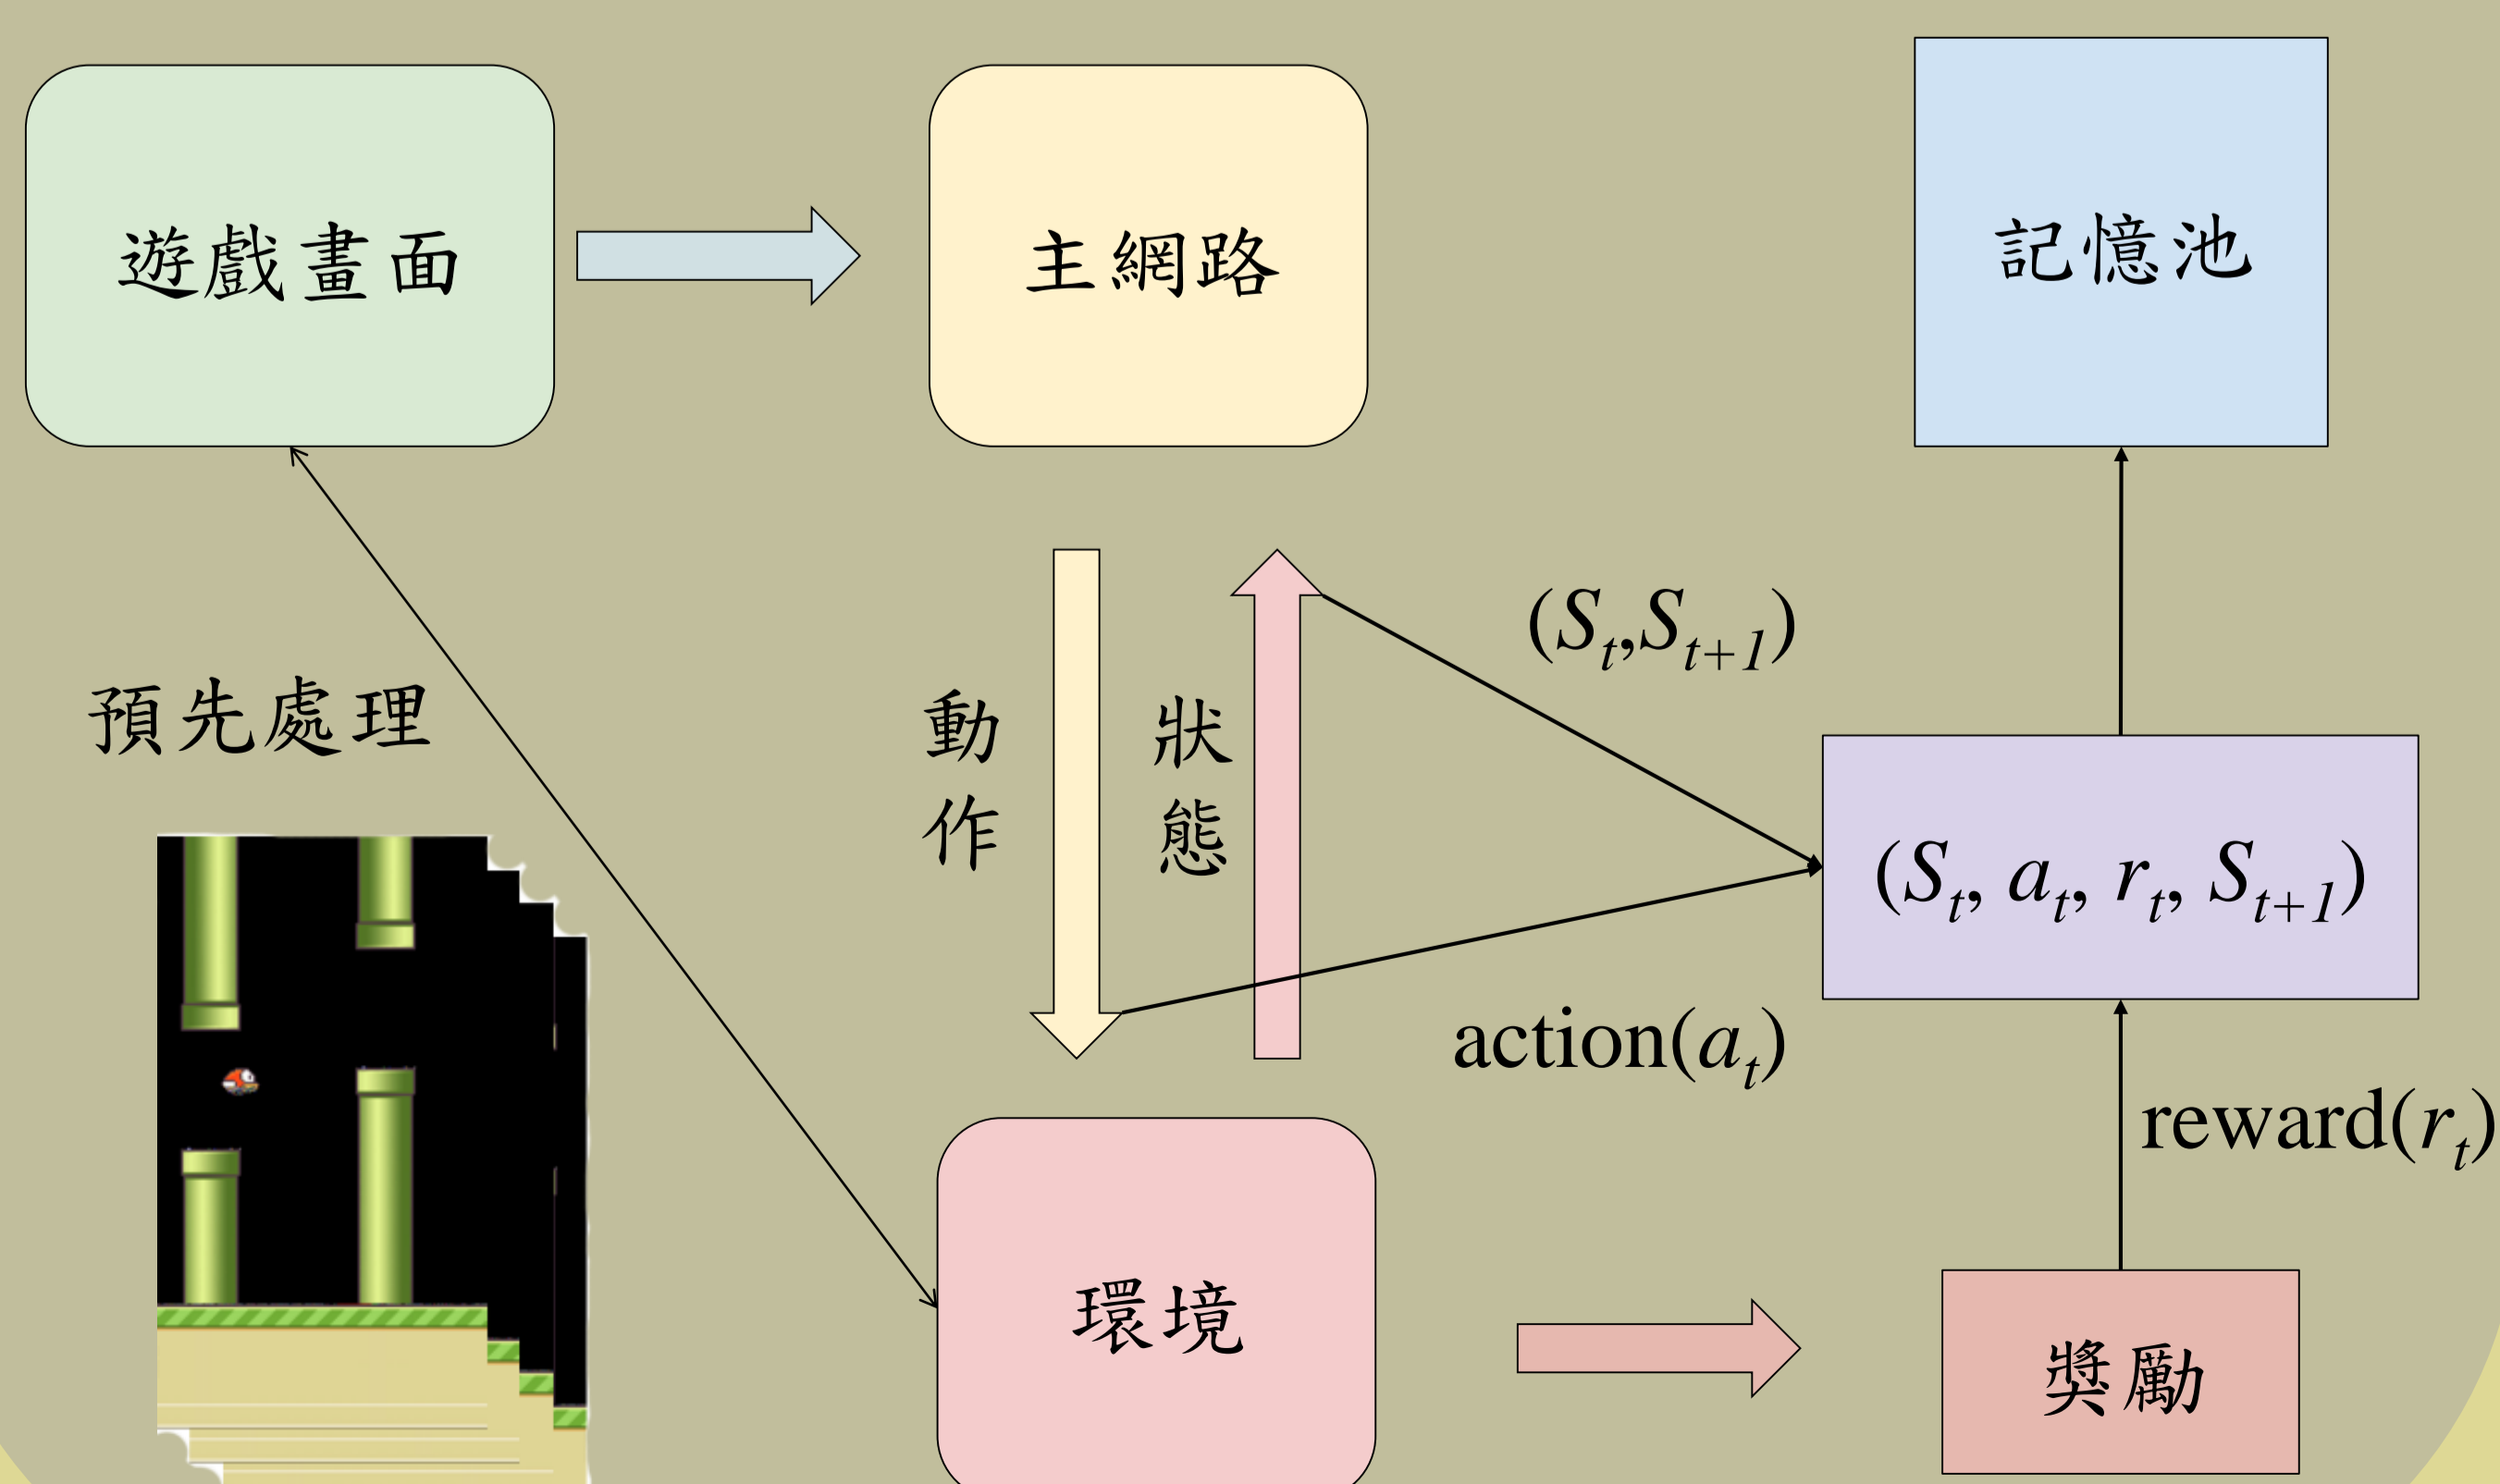 遊戲畫面
主網路
記憶池
(S_t,S_{t+1})
預先處理
動作
狀態
(S_t, a_t, r_t, S_{t+1})
action(a_t)
reward(r_t)
環境
獎勵